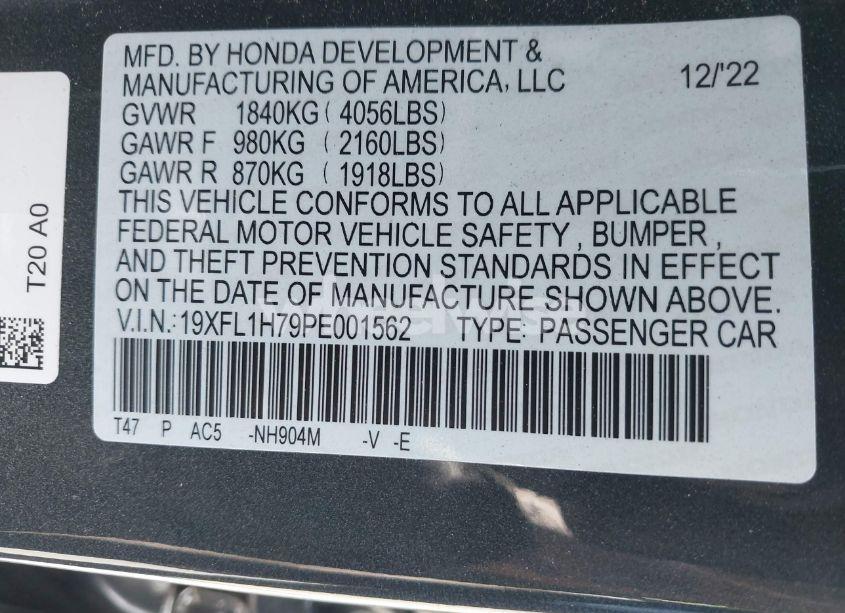 MFD. BY HONDA DEVELOPMENT &
MANUFACTURING OF AMERICA, LLC 12/'22
GVWR 1840KG ( 4056LBS)
GAWR F 980KG ( 2160LBS)
GAWR R 870KG ( 1918LBS)
THIS VEHICLE CONFORMS TO ALL APPLICABLE
FEDERAL MOTOR VEHICLE SAFETY , BUMPER ,
AND THEFT PREVENTION STANDARDS IN EFFECT
ON THE DATE OF MANUFACTURE SHOWN ABOVE.
V.I.N.:19XFL1H79PE001562 TYPE: PASSENGER CAR
T47 P AC5 -NH904M -V -E
T20 A0